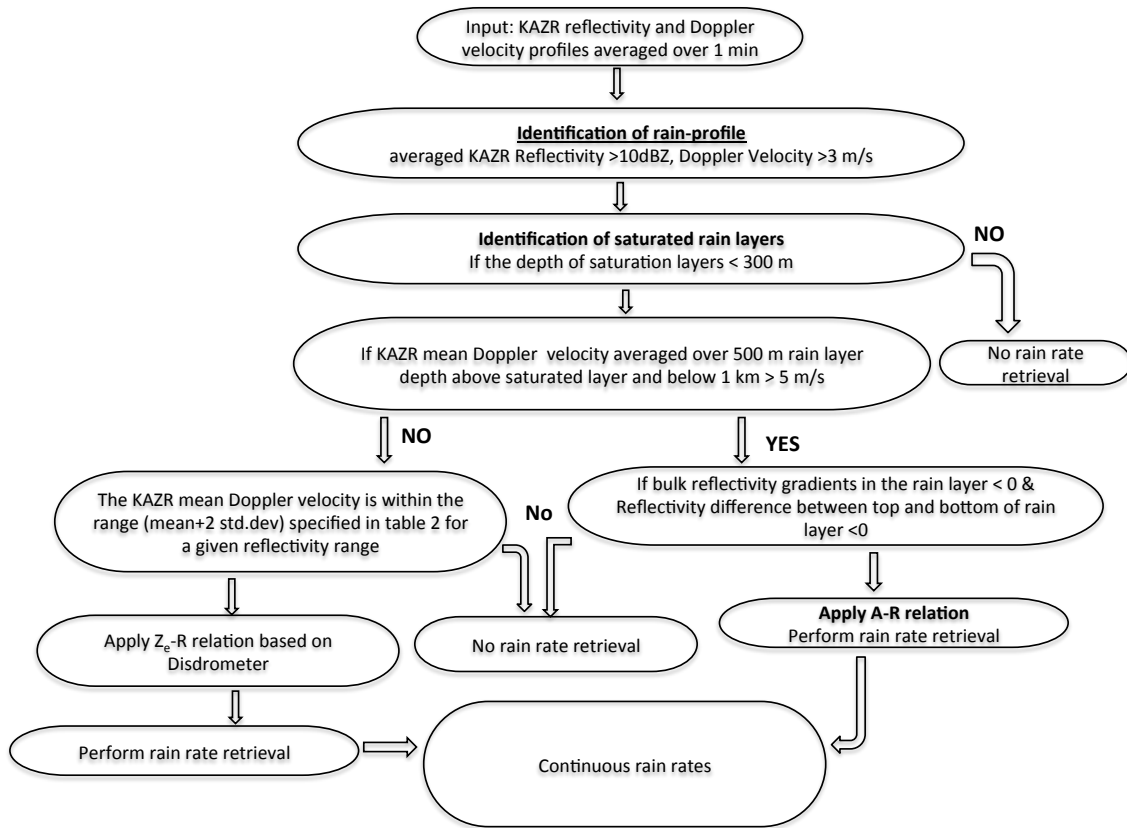 Input: KAZR reflectivity and Doppler
velocity profiles averaged over 1 min
Identification of rain-profile
averaged KAZR Reflectivity >10dBZ, Doppler Velocity >3 m/s
Identification of saturated rain layers
If the depth of saturation layers < 300 m
NO
If KAZR mean Doppler velocity averaged over 500 m rain layer
depth above saturated layer and below 1 km > 5 m/s
No rain rate
retrieval
NO
YES
The KAZR mean Doppler velocity is within the
range (mean+2 std.dev) specified in table 2 for
a given reflectivity range
No
If bulk reflectivity gradients in the rain layer < 0 &
Reflectivity difference between top and bottom of rain
layer <0
Apply Ze-R relation based on
Disdrometer
No rain rate retrieval
Apply A-R relation
Perform rain rate retrieval
Perform rain rate retrieval
Continuous rain rates